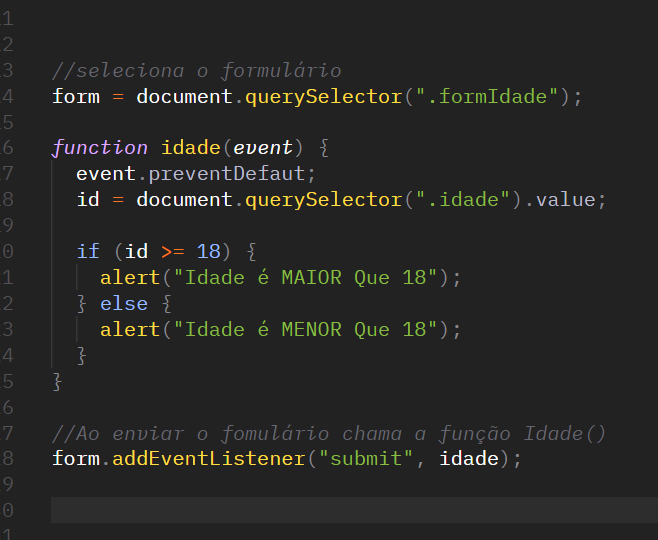 1
2
3 //seleciona o formulário
4 form = document.querySelector(".formIdade");
5
6 function idade(event) {
7 event.preventDefaut;
8 id = document.querySelector(".idade").value;
9
0 if (id >= 18) {
1 alert("Idade é MAIOR Que 18");
2 } else {
3 alert("Idade é MENOR Que 18");
4 }
5 }
6
7 //Ao enviar o fomulário chama a função Idade()
8 form.addEventListener("submit", idade);
9
0
1